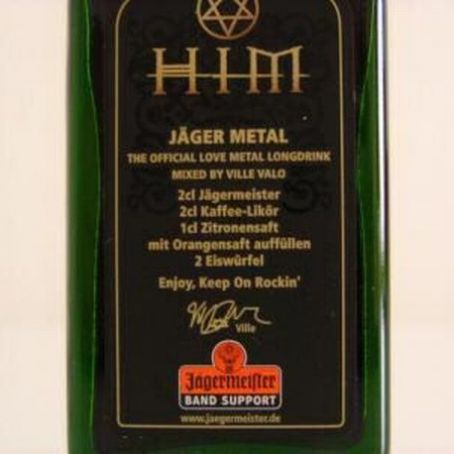 HIM
JÄGER METAL
THE OFFICIAL LOVE METAL LONGDRINK
MIXED BY VILLE VALO
2cl Jägermeister
2cl Kaffee-Likör
1cl Zitronensaft
mit Orangensaft auffüllen
2 Eiswürfel
Enjoy, Keep On Rockin'
Ville
Jägermeister
BAND SUPPORT
www.jaegermeister.de